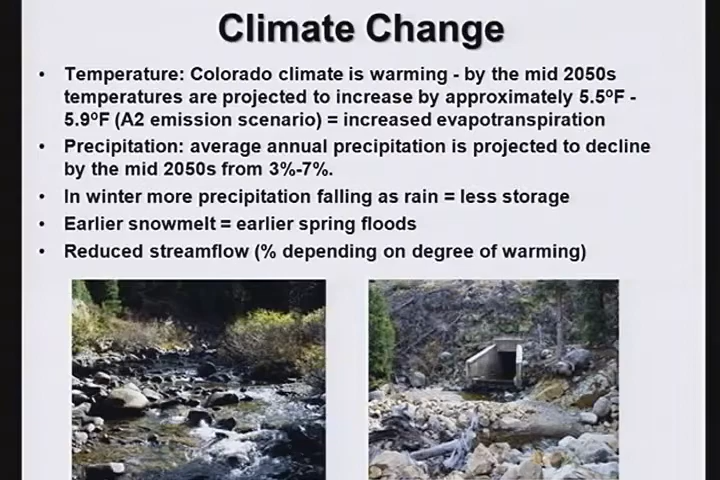 Climate Change
• Temperature: Colorado climate is warming - by the mid 2050s
temperatures are projected to increase by approximately 5.5ºF -
5.9ºF (A2 emission scenario) = increased evapotranspiration
• Precipitation: average annual precipitation is projected to decline
by the mid 2050s from 3%-7%.
• In winter more precipitation falling as rain = less storage
• Earlier snowmelt = earlier spring floods
• Reduced streamflow (% depending on degree of warming)